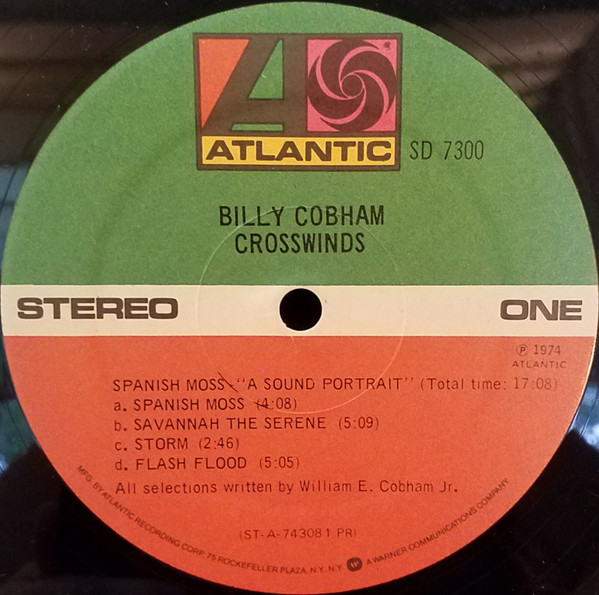 ATLANTIC
SD 7300
BILLY COBHAM
CROSSWINDS
STEREO
ONE
℗ 1974
ATLANTIC
SPANISH MOSS-"A SOUND PORTRAIT" (Total time: 17:08)
a. SPANISH MOSS (4:08)
b. SAVANNAH THE SERENE (5:09)
c. STORM (2:46)
d. FLASH FLOOD (5:05)
All selections written by William E. Cobham Jr.
(ST-A-743081 PR)
MFG. BY ATLANTIC RECORDING CORP. 75 ROCKEFELLER PLAZA, N.Y. N.Y. A WARNER COMMUNICATIONS COMPANY